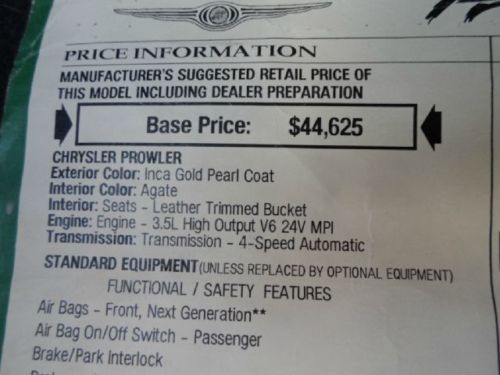 PRICE INFORMATION
MANUFACTURER'S SUGGESTED RETAIL PRICE OF
THIS MODEL INCLUDING DEALER PREPARATION
Base Price: $44,625
CHRYSLER PROWLER
Exterior Color: Inca Gold Pearl Coat
Interior Color: Agate
Interior: Seats - Leather Trimmed Bucket
Engine: Engine - 3.5L High Output V6 24V MPI
Transmission: Transmission - 4-Speed Automatic
STANDARD EQUIPMENT (UNLESS REPLACED BY OPTIONAL EQUIPMENT)
FUNCTIONAL / SAFETY FEATURES
Air Bags - Front, Next Generation**
Air Bag On/Off Switch - Passenger
Brake/Park Interlock